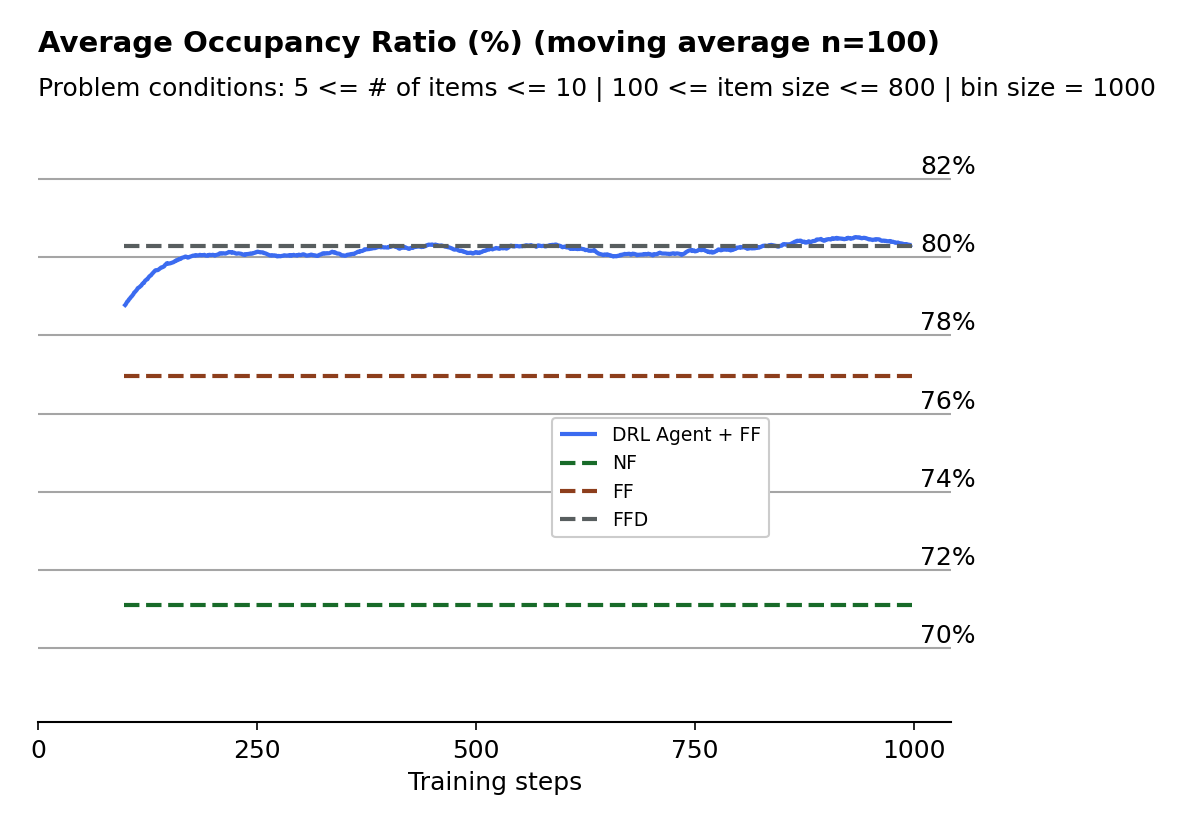 Average Occupancy Ratio (%) (moving average n=100)
Problem conditions: 5 <= # of items <= 10 | 100 <= item size <= 800 | bin size = 1000
82%
80%
78%
76%
74%
72%
70%
DRL Agent + FF
NF
FF
FFD
0 250 500 750 1000
Training steps